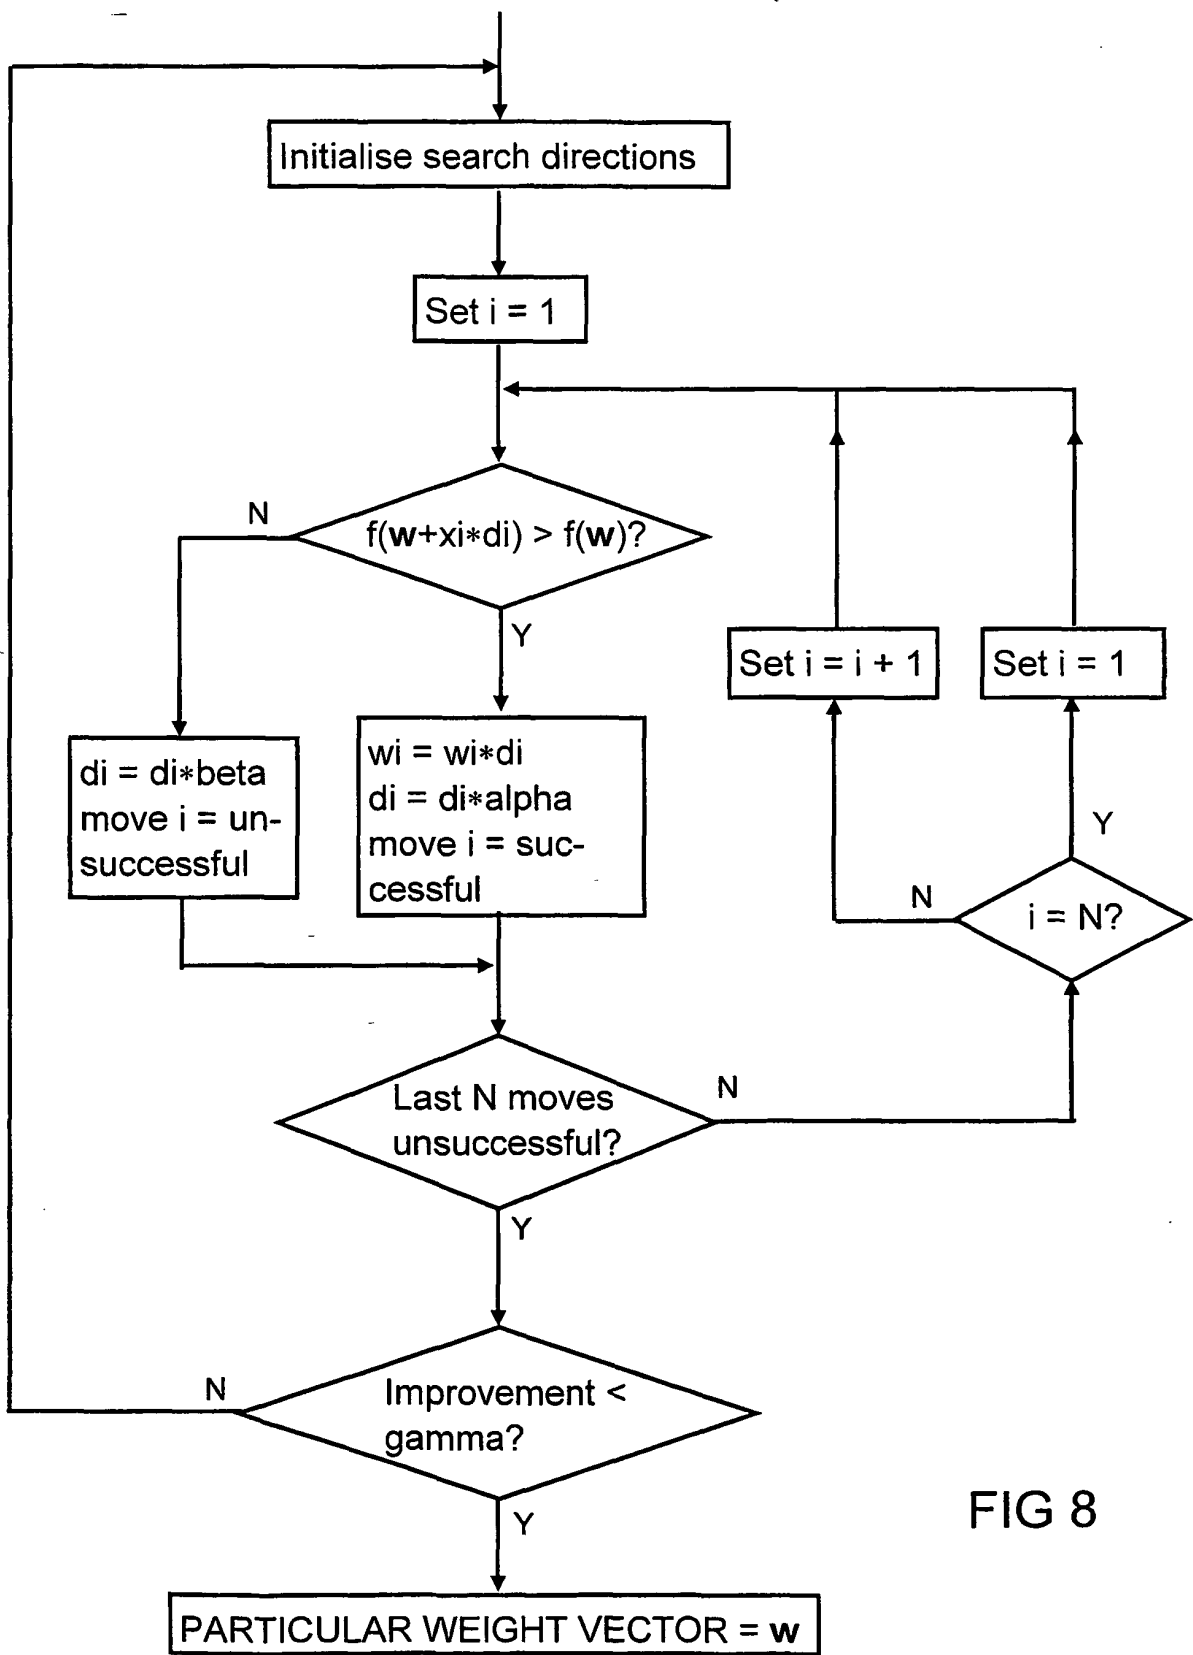 Initialise search directions
Set i = 1
N
f(w+xi*di) > f(w)?
Y
Set i = i + 1
Set i = 1
di = di*beta
move i = un-
successful
wi = wi*di
di = di*alpha
move i = suc-
cessful
Y
N
i = N?
Last N moves
unsuccessful?
N
Y
N
Improvement <
gamma?
Y
FIG 8
PARTICULAR WEIGHT VECTOR = w